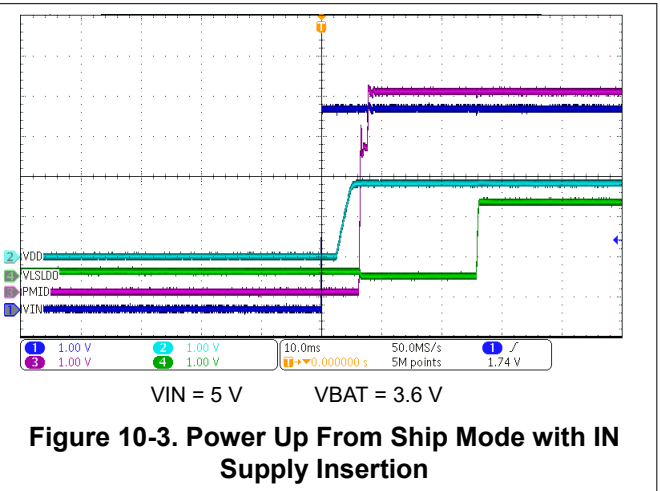 T
2 VDD
4 VLSLDO
3 PMID
1 VIN
1 1.00 V 2 1.00 V 10.0ms 50.0MS/s 1 ƒ
3 1.00 V 4 1.00 V T→▼0.000000 s 5M points 1.74 V
VIN = 5 V VBAT = 3.6 V
Figure 10-3. Power Up From Ship Mode with IN
Supply Insertion